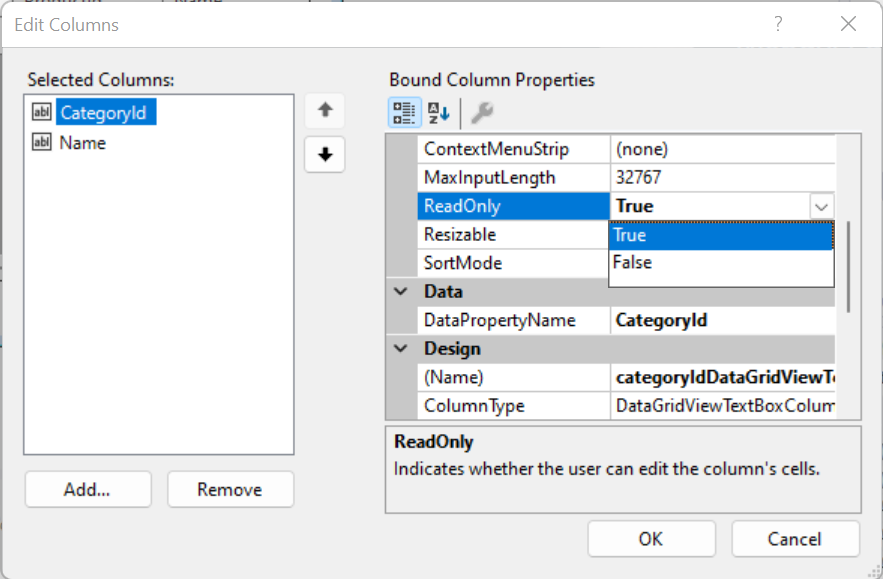 Edit Columns ?
Selected Columns:
CategoryId
Name
Add...
Remove
Bound Column Properties
ContextMenuStrip (none)
MaxInputLength 32767
ReadOnly True
True
False
Resizable
SortMode
Data
DataPropertyName CategoryId
Design
(Name) categoryIdDataGridViewTe
ColumnType DataGridViewTextBoxColum
ReadOnly
Indicates whether the user can edit the column's cells.
OK
Cancel